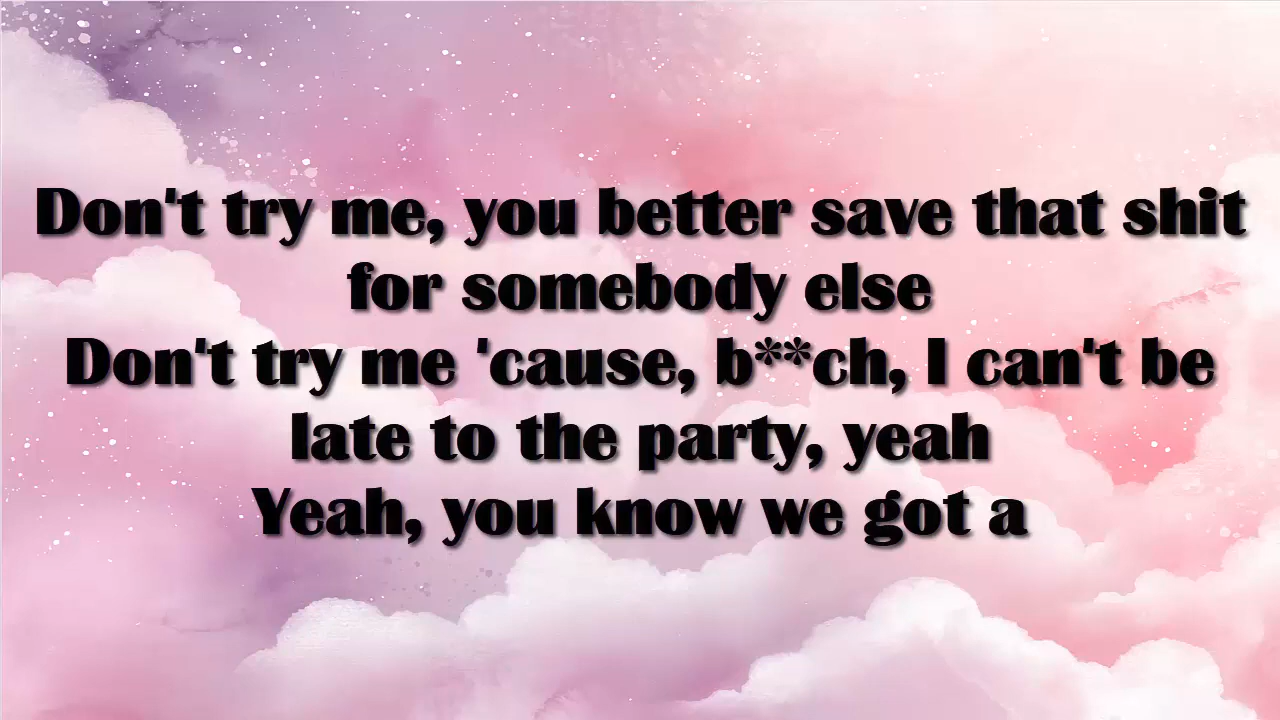 Don't try me, you better save that shit
for somebody else
Don't try me 'cause, b**ch, I can't be
late to the party, yeah
Yeah, you know we got a